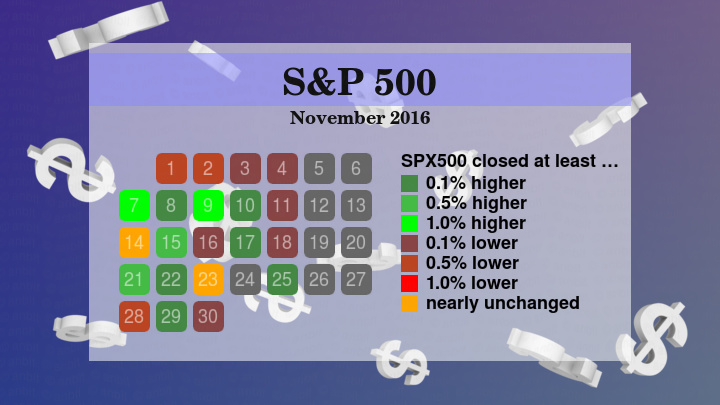 S&P 500
November 2016
1 2 3 4 5 6
7 8 9 10 11 12 13
14 15 16 17 18 19 20
21 22 23 24 25 26 27
28 29 30
SPX500 closed at least ...
0.1% higher
0.5% higher
1.0% higher
0.1% lower
0.5% lower
1.0% lower
nearly unchanged